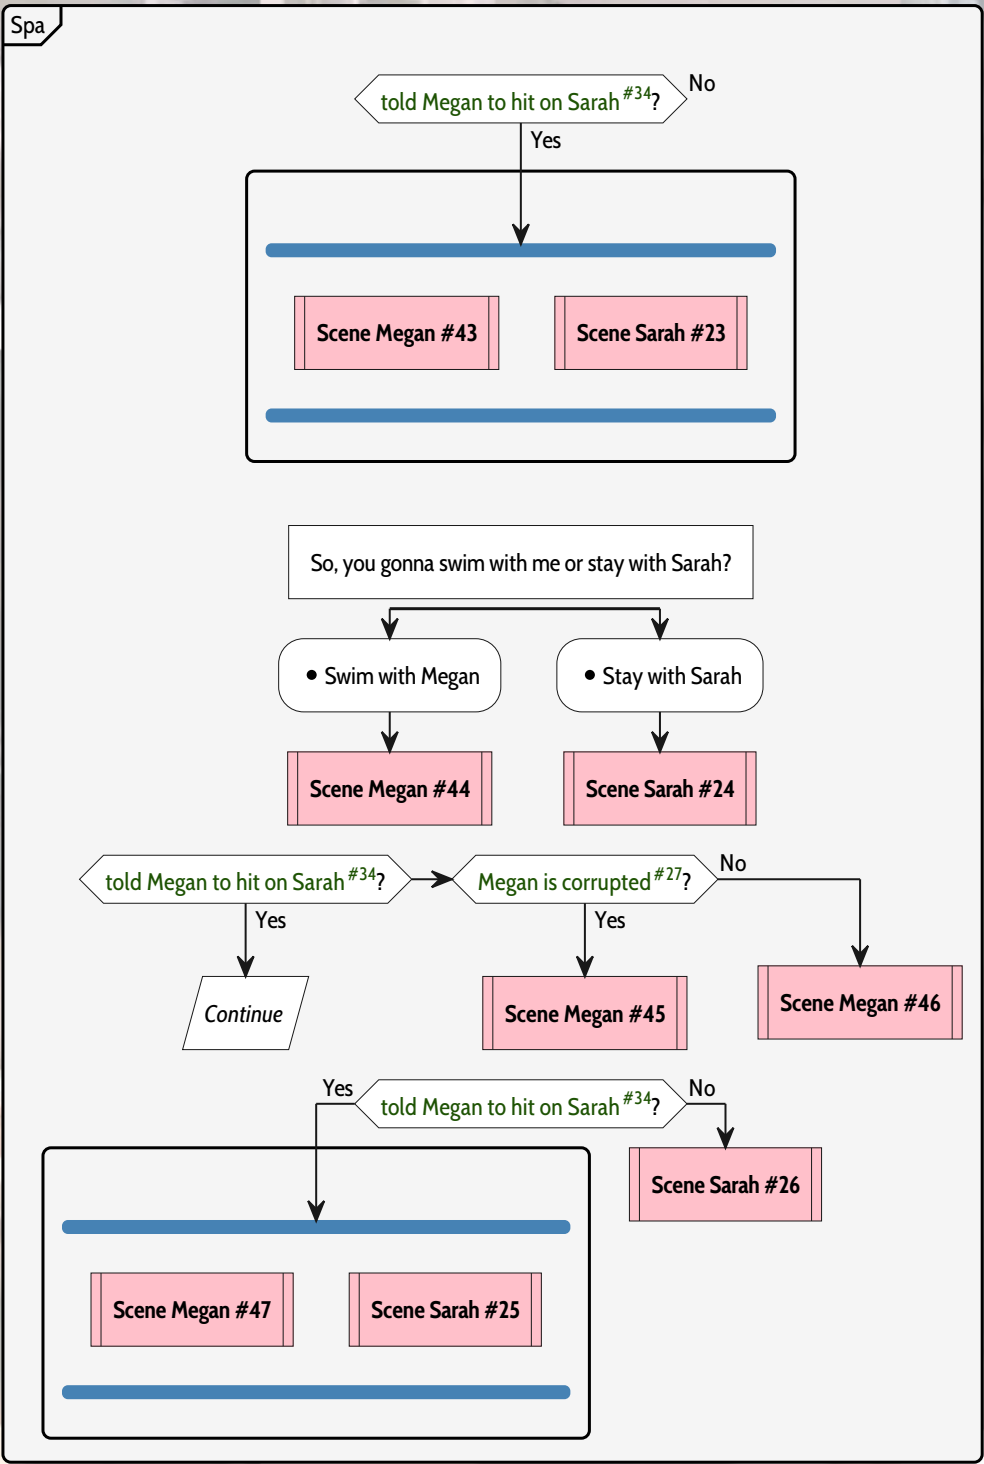 Spa
told Megan to hit on Sarah #34?
No
Yes
Scene Megan #43
Scene Sarah #23
So, you gonna swim with me or stay with Sarah?
• Swim with Megan
• Stay with Sarah
Scene Megan #44
Scene Sarah #24
told Megan to hit on Sarah #34?
Megan is corrupted #27?
No
Yes
Yes
Continue
Scene Megan #45
Scene Megan #46
Yes
told Megan to hit on Sarah #34?
No
Scene Sarah #26
Scene Megan #47
Scene Sarah #25